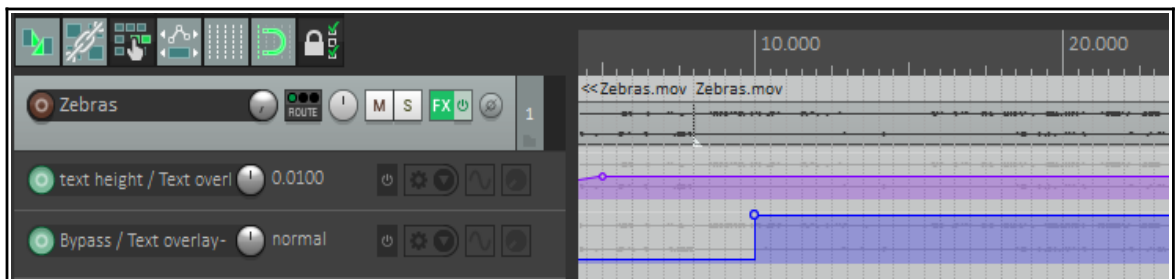 10.000 20.000
<<Zebras.mov Zebras.mov
Zebras ROUTE M S FX 1
text height / Text overl 0.0100
Bypass / Text overlay- normal